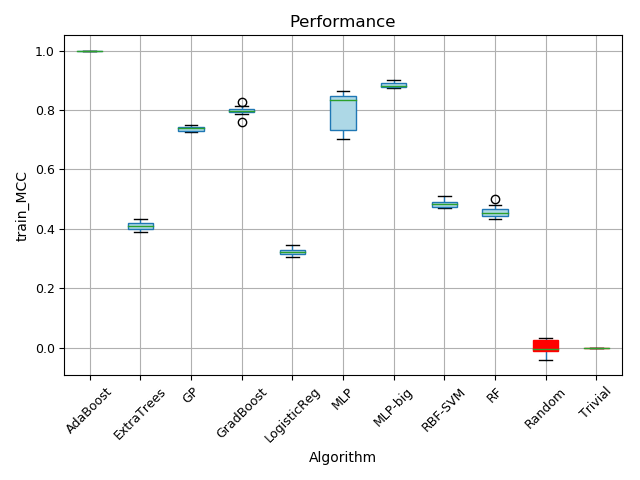 Performance
train_MCC
1.0
0.8
0.6
0.4
0.2
0.0
AdaBoost
ExtraTrees
GP
GradBoost
LogisticReg
MLP
MLP-big
RBF-SVM
RF
Random
Trivial
Algorithm